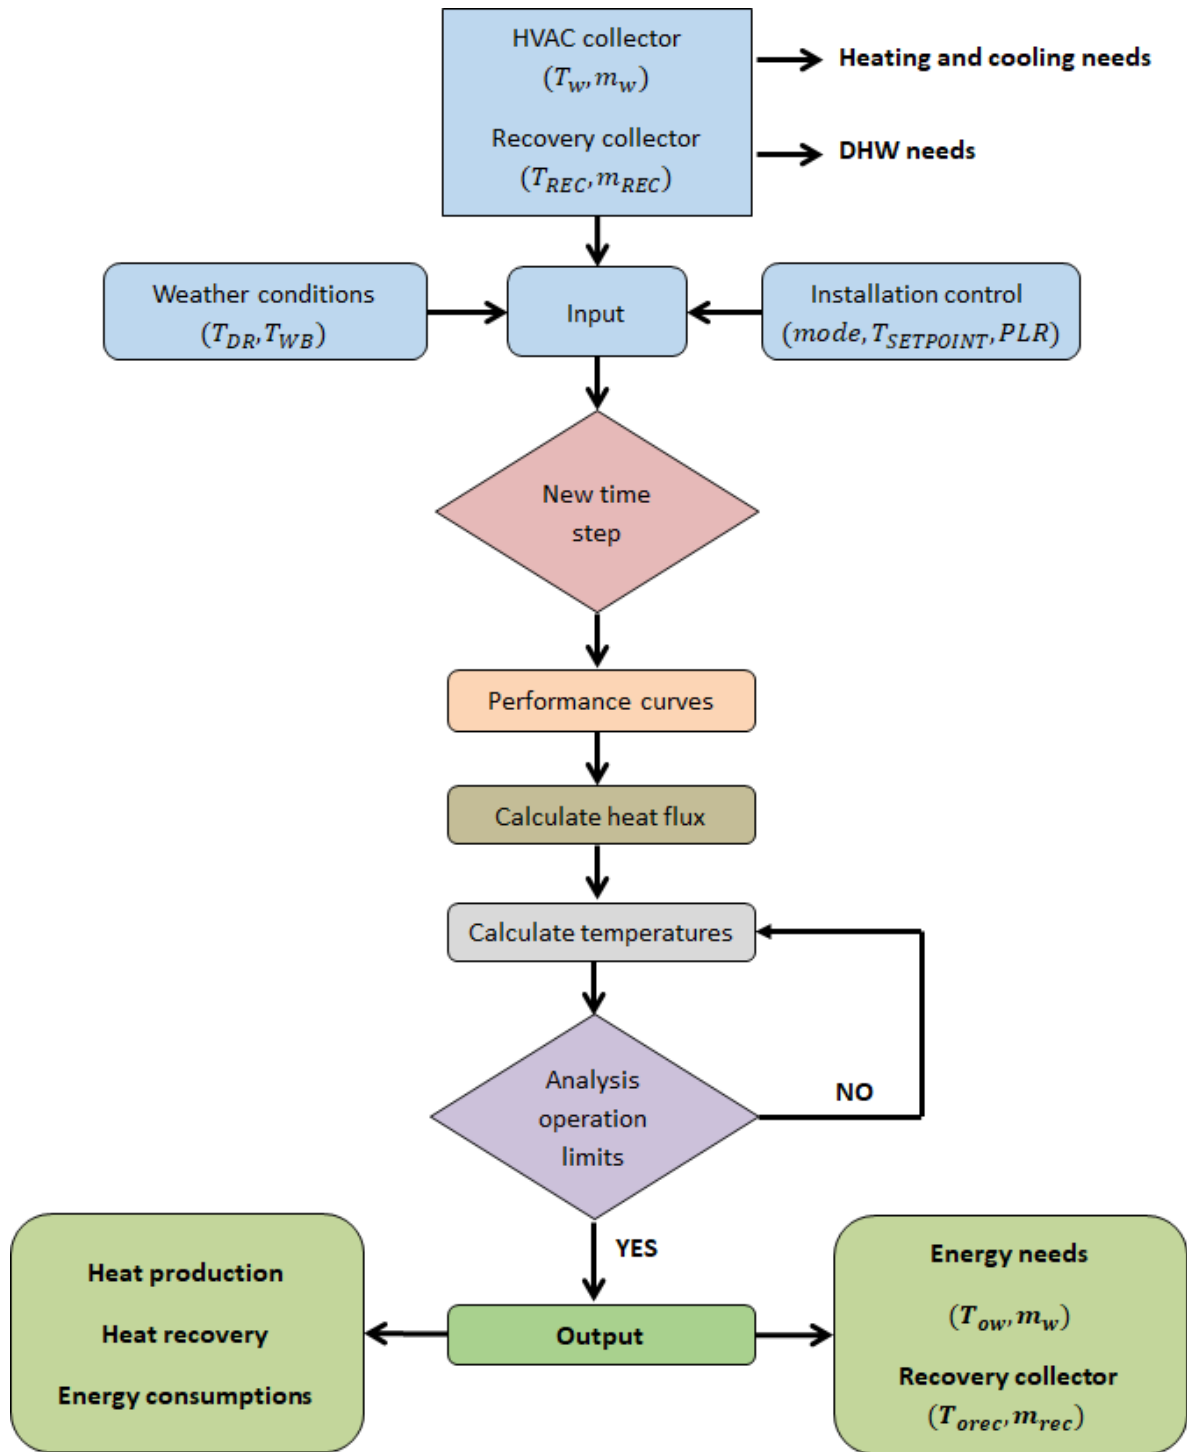 HVAC collector
(T_w, m_w)
Heating and cooling needs
Recovery collector
(T_REC, m_REC)
DHW needs
Weather conditions
(T_DR, T_WB)
Input
Installation control
(mode, T_SETPOINT, PLR)
New time
step
Performance curves
Calculate heat flux
Calculate temperatures
Analysis
operation
limits
NO
YES
Heat production
Heat recovery
Energy consumptions
Output
Energy needs
(T_ow, m_w)
Recovery collector
(T_orec, m_rec)